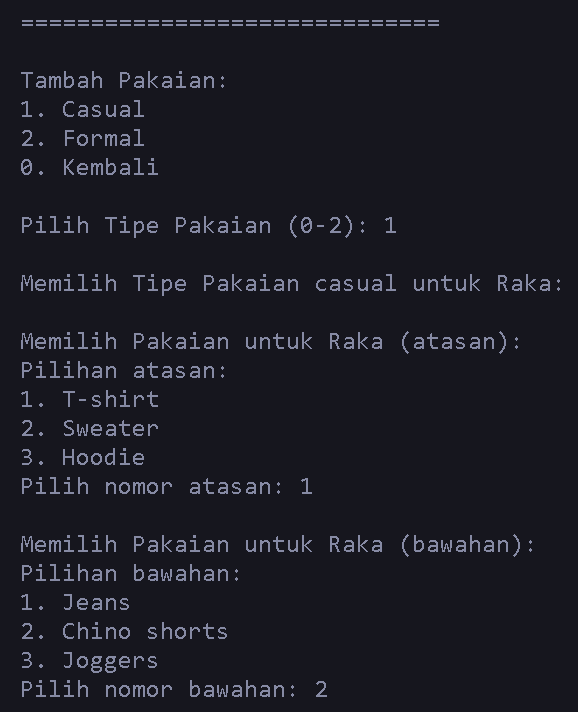 ==============================
Tambah Pakaian:
1. Casual
2. Formal
0. Kembali
Pilih Tipe Pakaian (0-2): 1
Memilih Tipe Pakaian casual untuk Raka:
Memilih Pakaian untuk Raka (atasan):
Pilihan atasan:
1. T-shirt
2. Sweater
3. Hoodie
Pilih nomor atasan: 1
Memilih Pakaian untuk Raka (bawahan):
Pilihan bawahan:
1. Jeans
2. Chino shorts
3. Joggers
Pilih nomor bawahan: 2